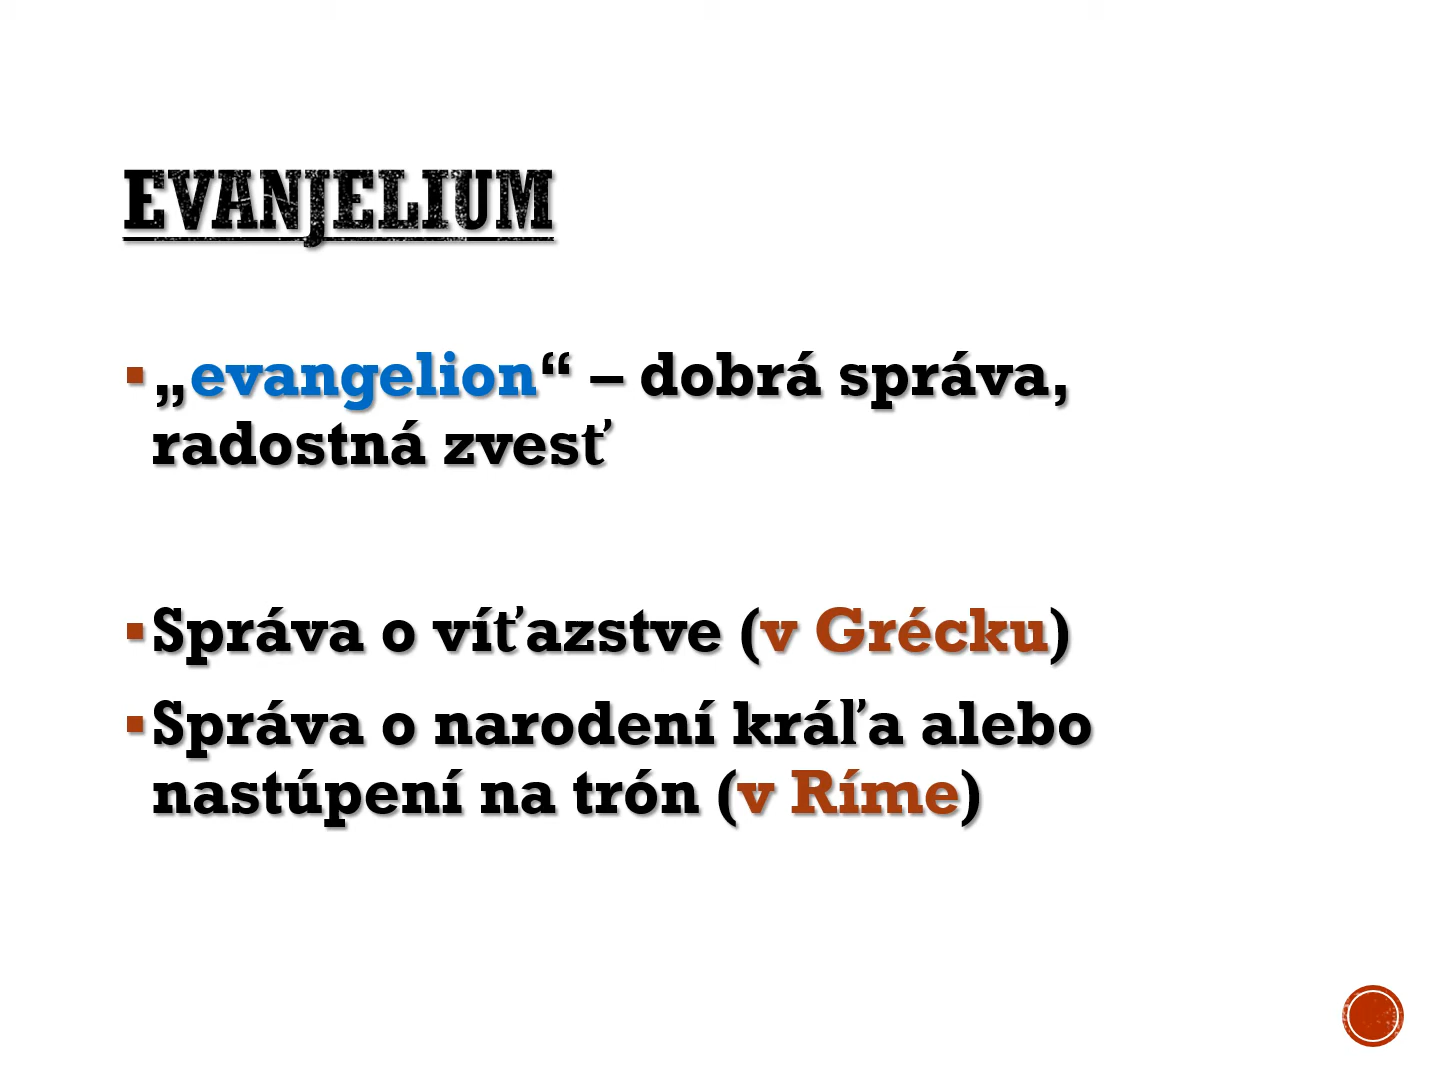 EVANJELIUM
▪„evangelion“ – dobrá správa,
radostná zvesť
▪Správa o víťazstve (v Grécku)
▪Správa o narodení kráľa alebo
nastúpení na trón (v Ríme)